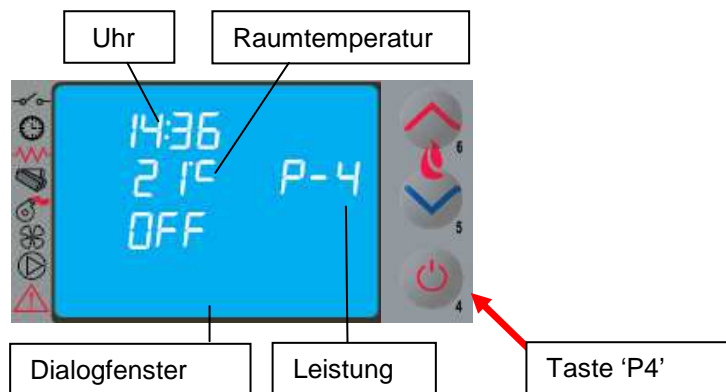 Uhr
Raumtemperatur
14:36
21°C
P-4
OFF
6
5
4
Dialogfenster
Leistung
Taste ‘P4’